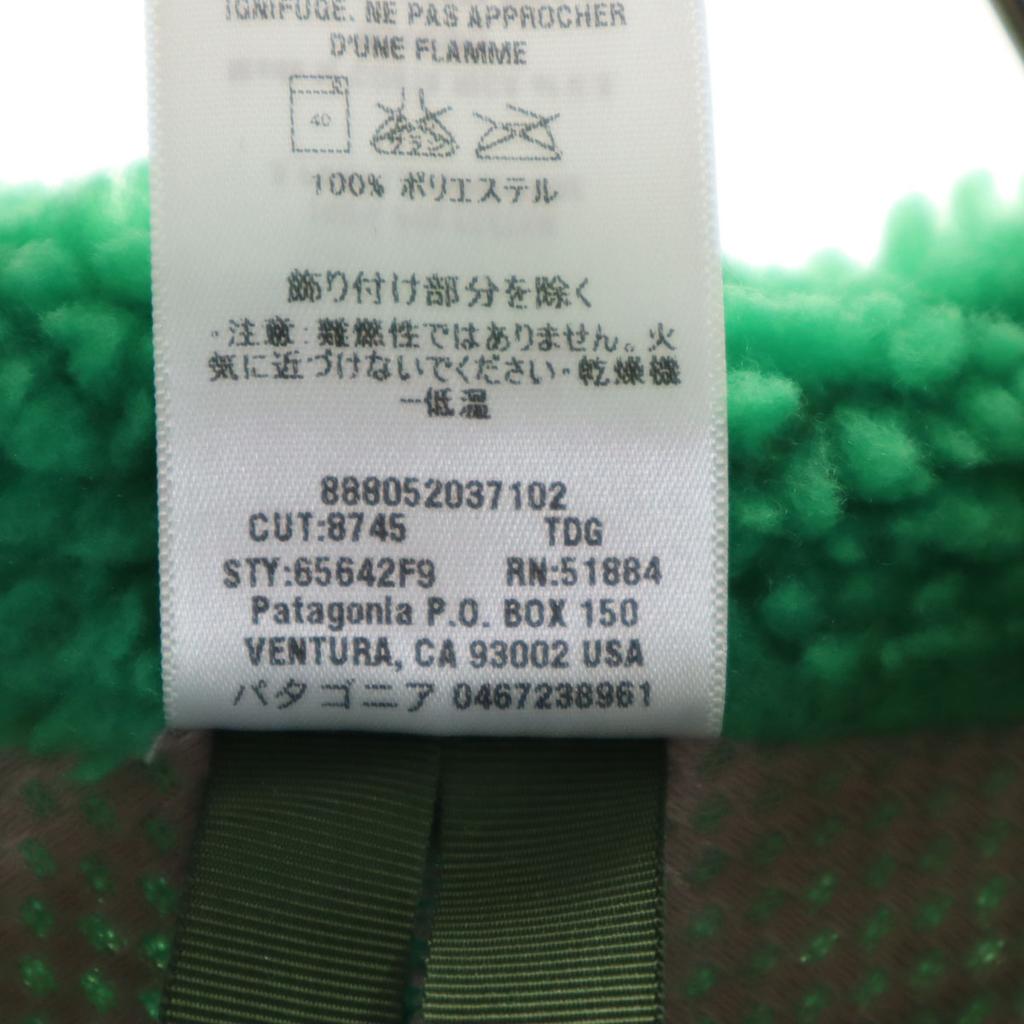 IGNIFUGE. NE PAS APPROCHER
D'UNE FLAMME
40
100% ポリエステル
飾り付け部分を除く
・注意：難燃性ではありません。火
気に近づけないでください・乾燥機
ー低温
888052037102
CUT:8745 TDG
STY:65642F9 RN:51884
Patagonia P.O. BOX 150
VENTURA, CA 93002 USA
パタゴニア 0467238961